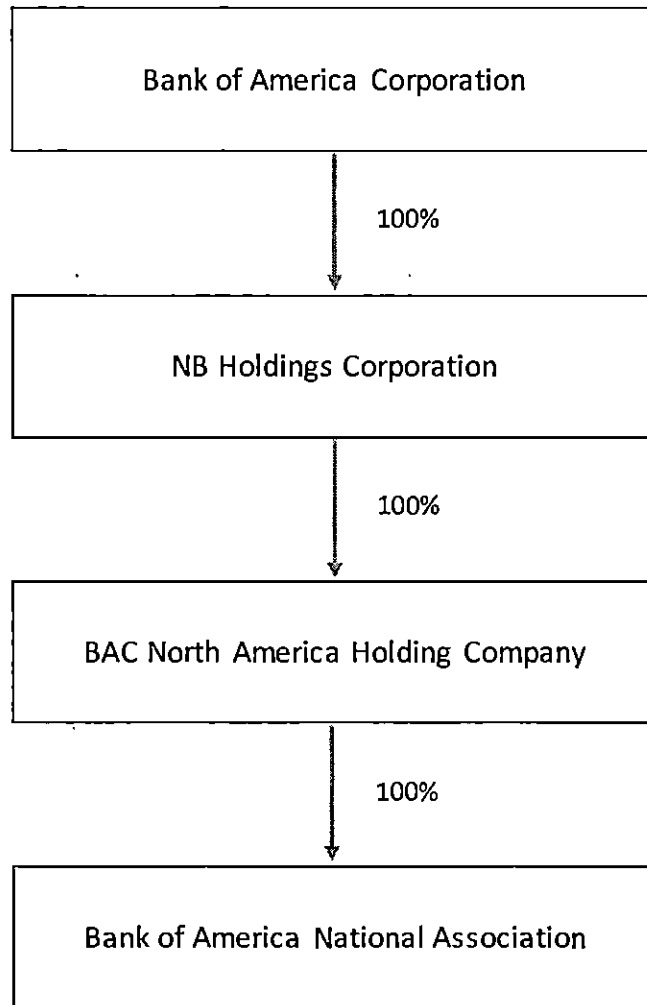 Bank of America Corporation
100%
NB Holdings Corporation
100%
BAC North America Holding Company
100%
Bank of America National Association